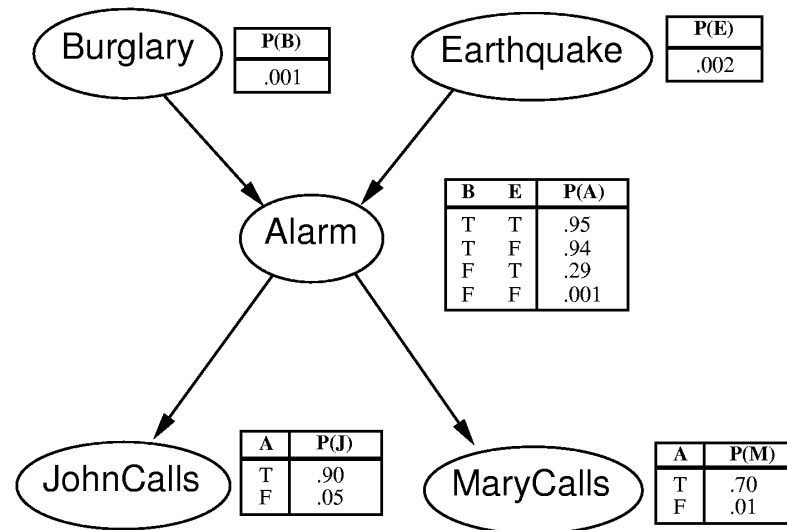 Burglary
P(B)
.001
Earthquake
P(E)
.002
Alarm
B E P(A)
T T .95
T F .94
F T .29
F F .001
JohnCalls
A P(J)
T .90
F .05
MaryCalls
A P(M)
T .70
F .01